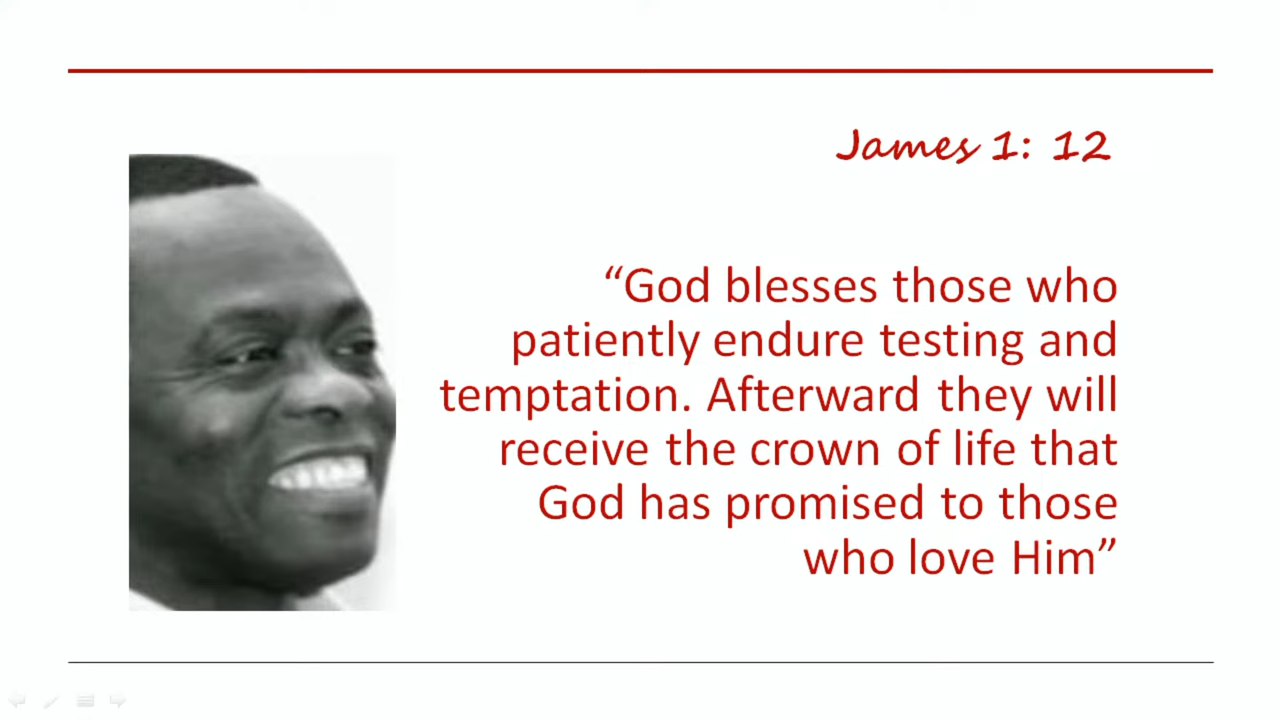 James 1: 12
“God blesses those who
patiently endure testing and
temptation. Afterward they will
receive the crown of life that
God has promised to those
who love Him”